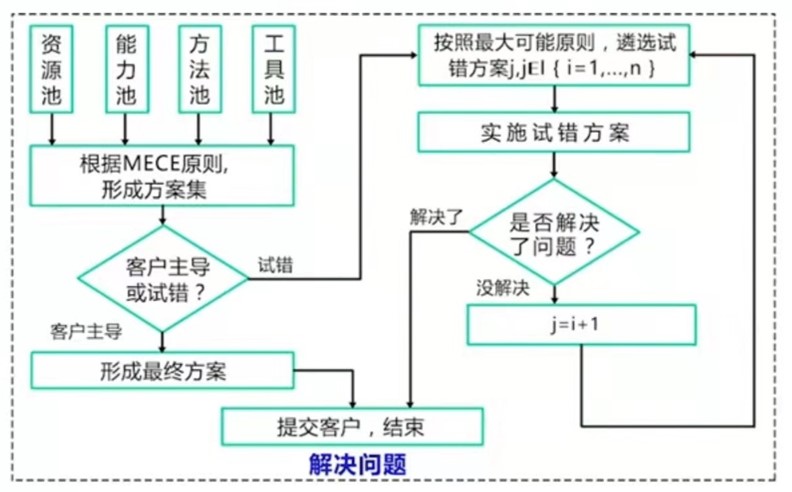 资源池
能力池
方法池
工具池
根据MECE原则,
形成方案集
客户主导
或试错？
试错
客户主导
形成最终方案
按照最大可能原则，遴选试
错方案j,jEI { i=1,...,n }
实施试错方案
是否解决
了问题？
解决了
没解决
j=i+1
提交客户，结束
解决问题